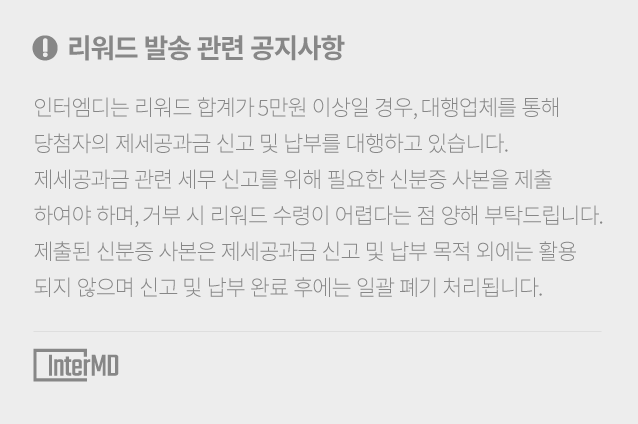 리워드 발송 관련 공지사항
인터엠디는 리워드 합계가 5만원 이상일 경우, 대행업체를 통해
당첨자의 제세공과금 신고 및 납부를 대행하고 있습니다.
제세공과금 관련 세무 신고를 위해 필요한 신분증 사본을 제출
하여야 하며, 거부 시 리워드 수령이 어렵다는 점 양해 부탁드립니다.
제출된 신분증 사본은 제세공과금 신고 및 납부 목적 외에는 활용
되지 않으며 신고 및 납부 완료 후에는 일괄 폐기 처리됩니다.
InterMD